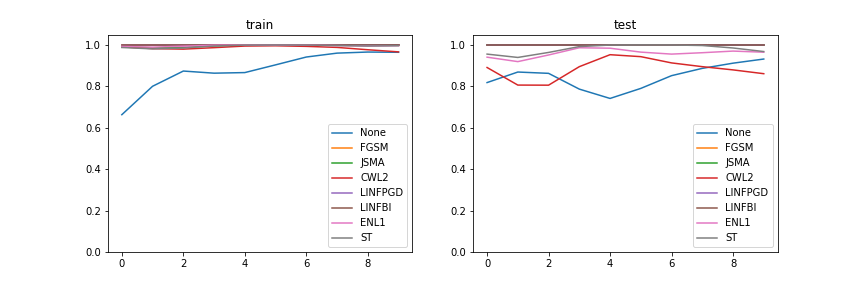 train
1.0
0.8
0.6
0.4
0.2
0.0
0 2 4 6 8
None
FGSM
JSMA
CWL2
LINFPGD
LINFBI
ENL1
ST
test
1.0
0.8
0.6
0.4
0.2
0.0
0 2 4 6 8
None
FGSM
JSMA
CWL2
LINFPGD
LINFBI
ENL1
ST